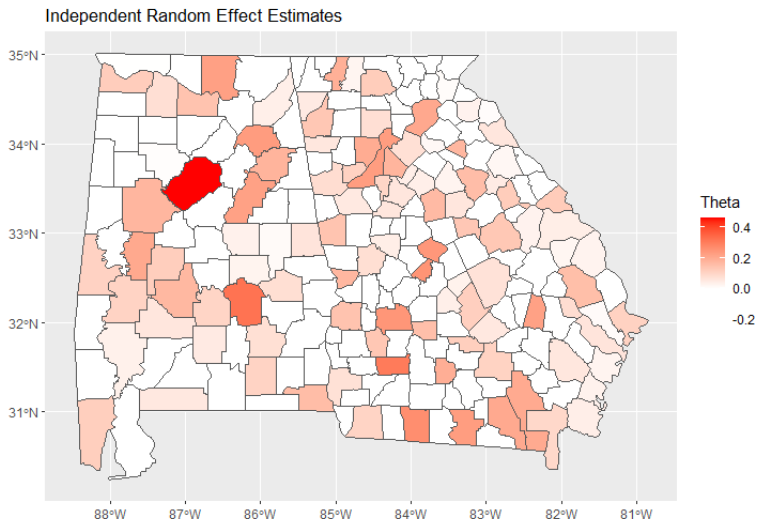 Independent Random Effect Estimates
35°N
34°N
33°N
32°N
31°N
88°W
87°W
86°W
85°W
84°W
83°W
82°W
81°W
Theta
0.4
0.2
0.0
-0.2